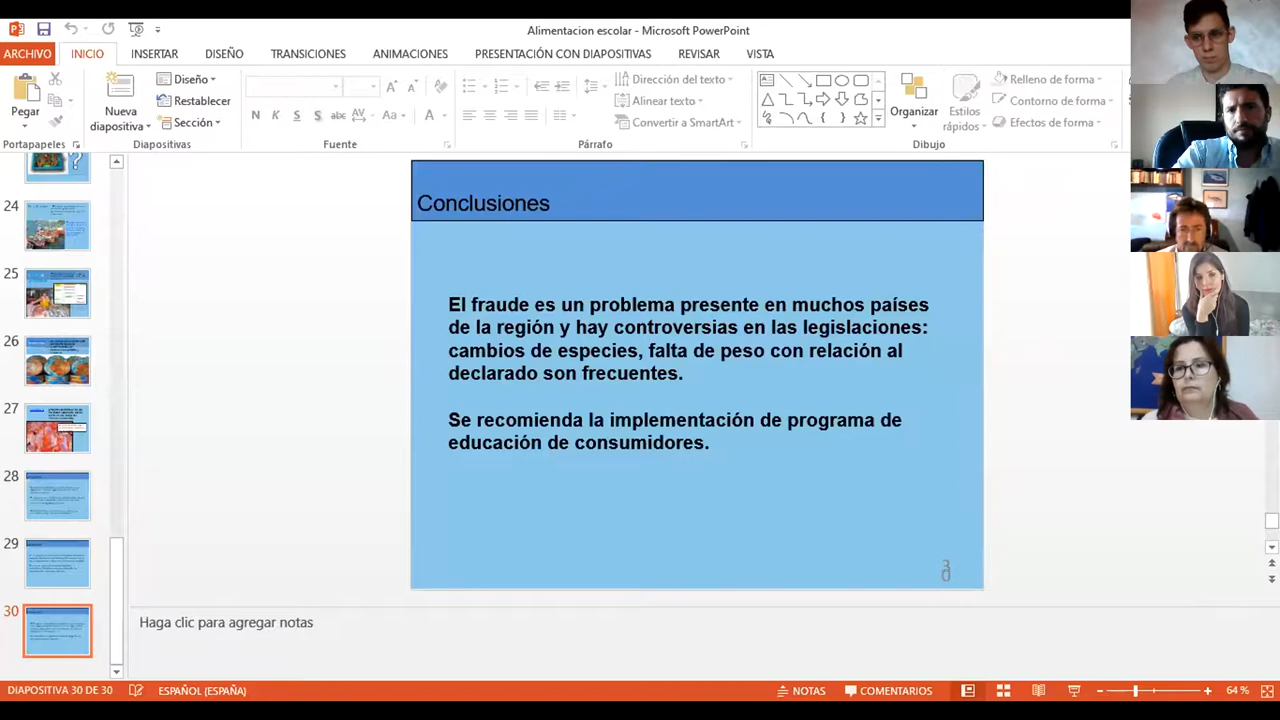 Alimentacion escolar - Microsoft PowerPoint
ARCHIVO INICIO INSERTAR DISEÑO TRANSICIONES ANIMACIONES PRESENTACIÓN CON DIAPOSITIVAS REVISAR VISTA
Pegar
Nueva diapositiva
Diseño
Restablecer
Sección
N K S S abc AV Aa A
Dirección del texto
Alinear texto
Convertir a SmartArt
Organizar
Estilos rápidos
Relleno de forma
Contorno de forma
Efectos de forma
Portapapeles Diapositivas Fuente Párrafo Dibujo
24
25
26
27
28
29
30
Conclusiones
El fraude es un problema presente en muchos países
de la región y hay controversias en las legislaciones:
cambios de especies, falta de peso con relación al
declarado son frecuentes.
Se recomienda la implementación de programa de
educación de consumidores.
30
Haga clic para agregar notas
DIAPOSITIVA 30 DE 30 ESPAÑOL (ESPAÑA) NOTAS COMENTARIOS 64 %